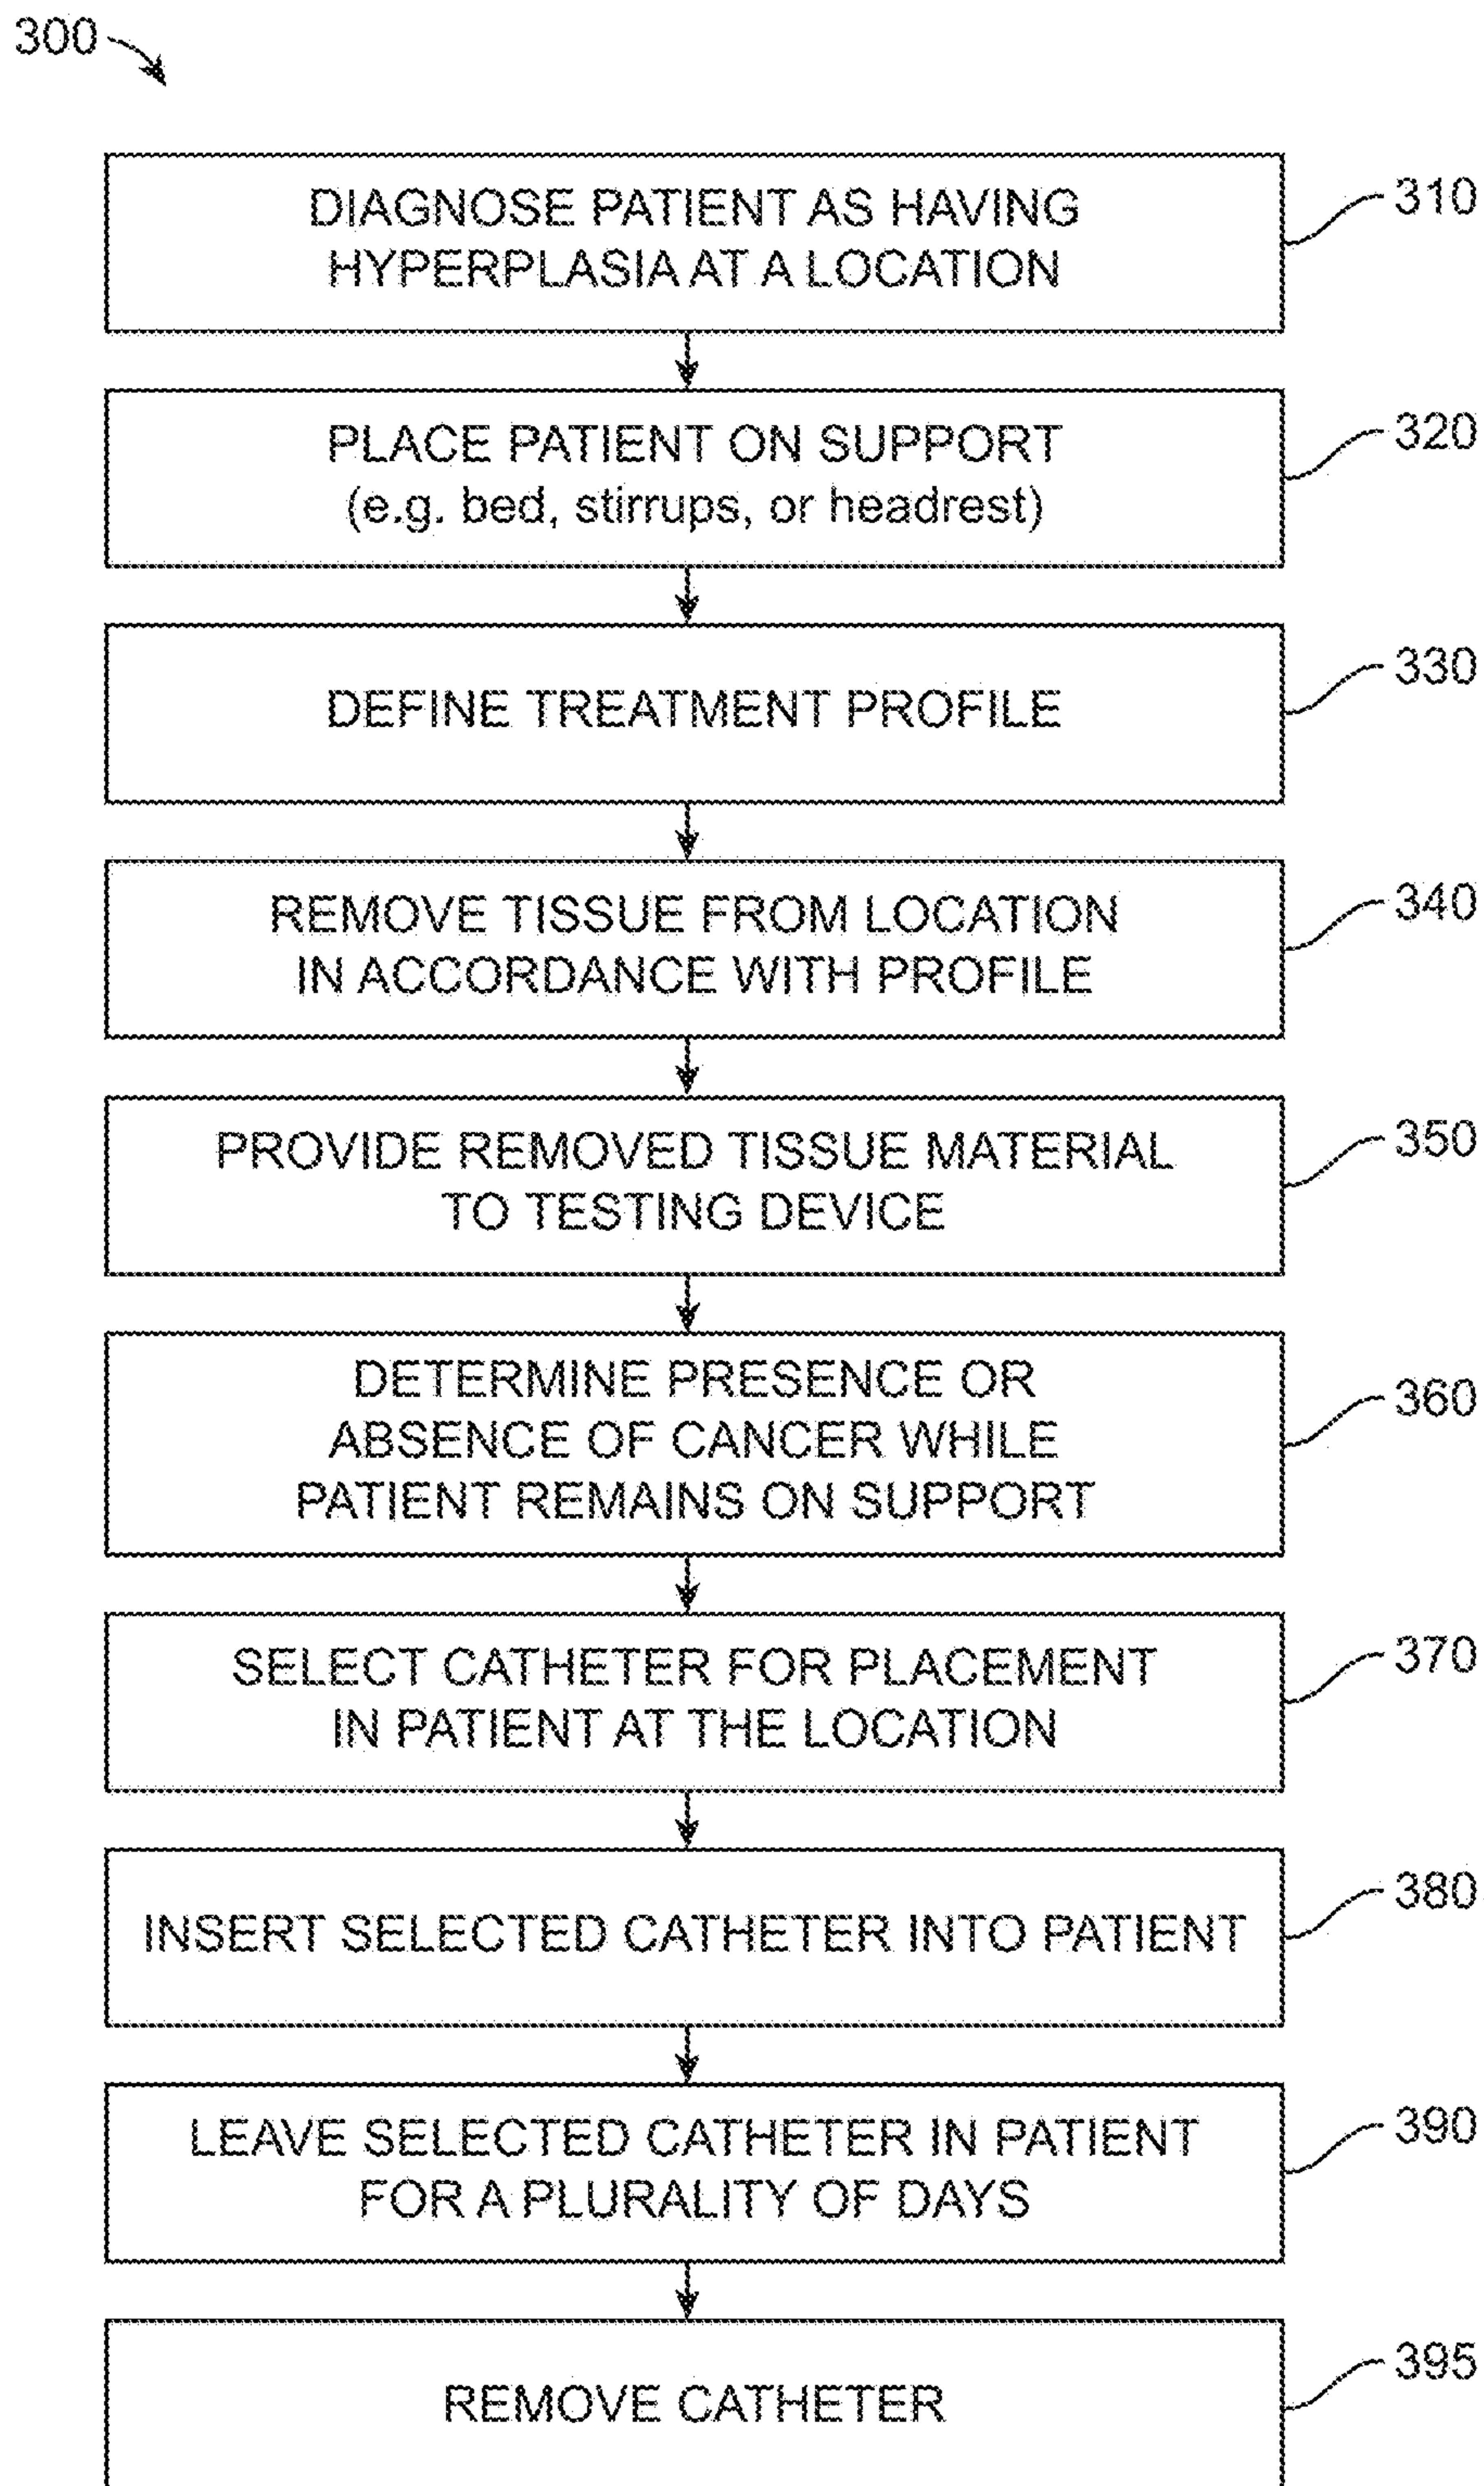 300
DIAGNOSE PATIENT AS HAVING
HYPERPLASIA AT A LOCATION
310
PLACE PATIENT ON SUPPORT
(e.g. bed, stirrups, or headrest)
320
DEFINE TREATMENT PROFILE
330
REMOVE TISSUE FROM LOCATION
IN ACCORDANCE WITH PROFILE
340
PROVIDE REMOVED TISSUE MATERIAL
TO TESTING DEVICE
350
DETERMINE PRESENCE OR
ABSENCE OF CANCER WHILE
PATIENT REMAINS ON SUPPORT
360
SELECT CATHETER FOR PLACEMENT
IN PATIENT AT THE LOCATION
370
INSERT SELECTED CATHETER INTO PATIENT
380
LEAVE SELECTED CATHETER IN PATIENT
FOR A PLURALITY OF DAYS
390
REMOVE CATHETER
395